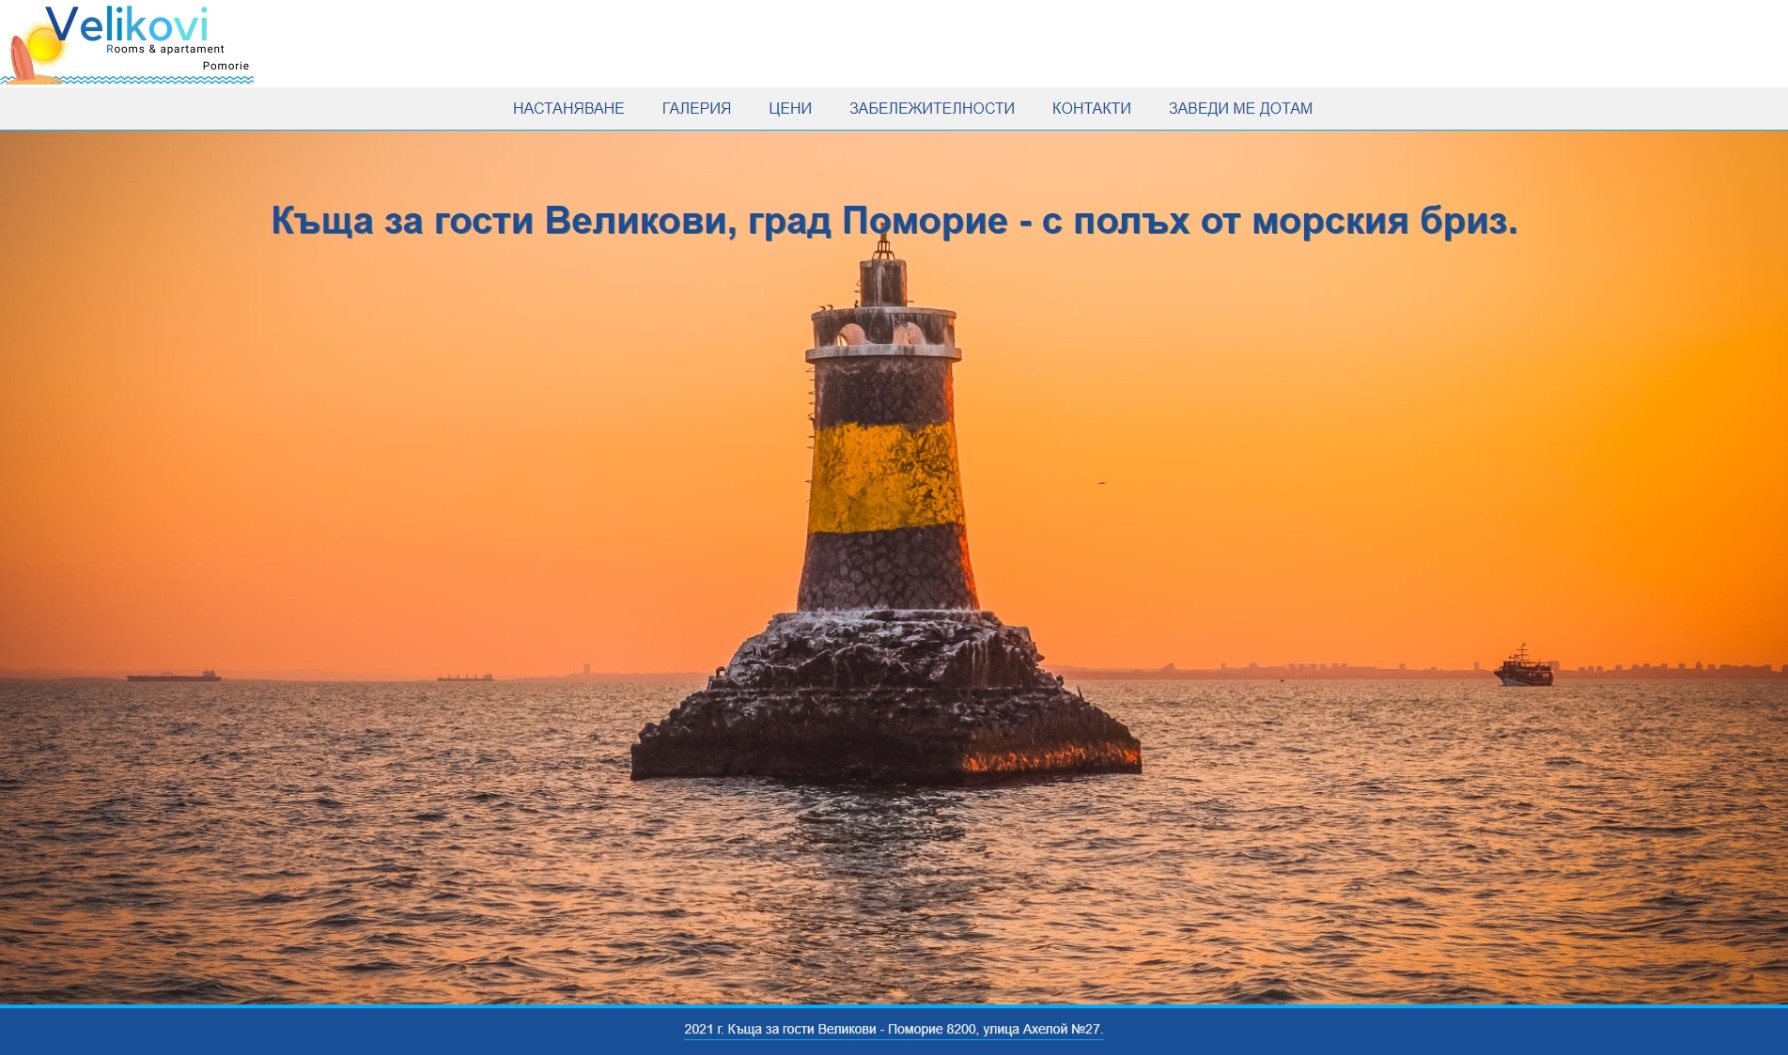 Velikovi
Rooms & apartament
Pomorie
НАСТАНЯВАНЕ ГАЛЕРИЯ ЦЕНИ ЗАБЕЛЕЖИТЕЛНОСТИ КОНТАКТИ ЗАВЕДИ МЕ ДОТАМ
Къща за гости Великови, град Поморие - с полъх от морския бриз.
2021 г. Къща за гости Великови - Поморие 8200, улица Ахелой №27.